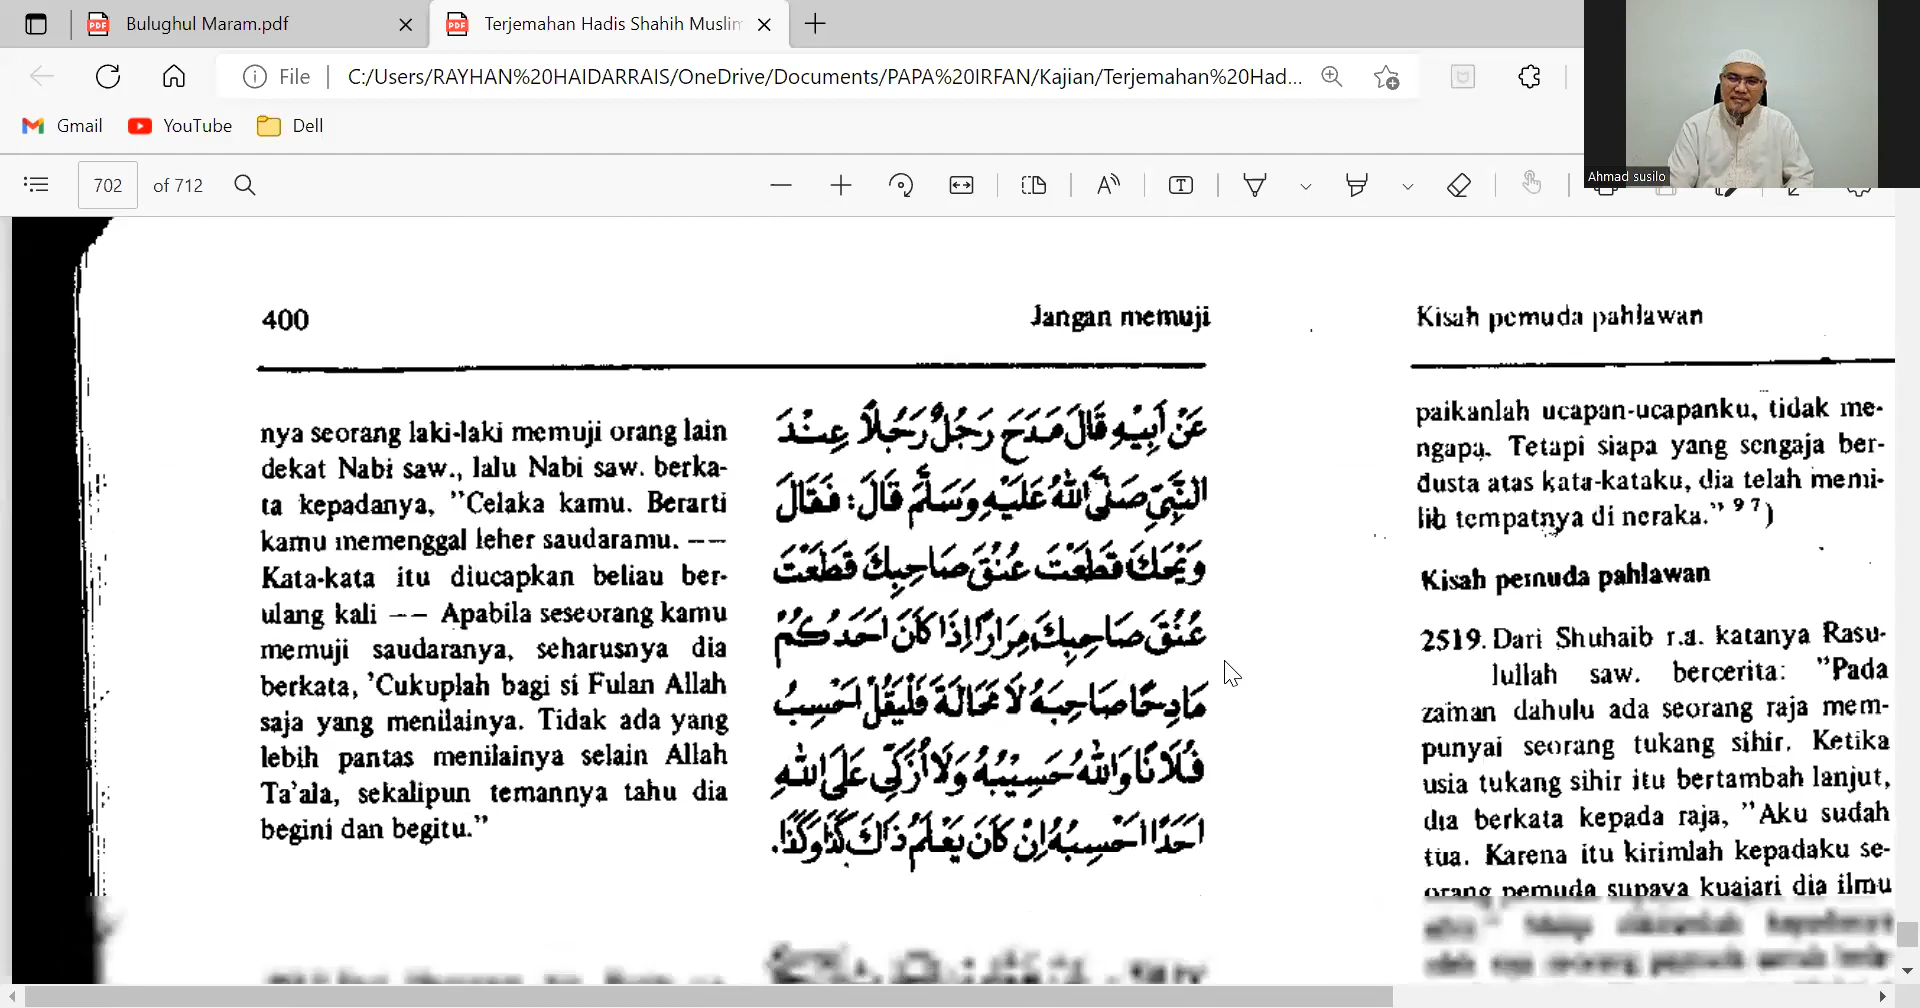 Bulughul Maram.pdf
Terjemahan Hadis Shahih Muslim
File
C:/Users/RAYHAN%20HAIDARRAIS/OneDrive/Documents/PAPA%20IRFAN/Kajian/Terjemahan%20Had...
Gmail
YouTube
Dell
702 of 712
Ahmad susilo
400
Jangan memuji
nya seorang laki-laki memuji orang lain
dekat Nabi saw., lalu Nabi saw. berka-
ta kepadanya, "Celaka kamu. Berarti
kamu memenggal leher saudaramu. ––
Kata-kata itu diucapkan beliau ber-
ulang kali –– Apabila seseorang kamu
memuji saudaranya, seharusnya dia
berkata, 'Cukuplah bagi si Fulan Allah
saja yang menilainya. Tidak ada yang
lebih pantas menilainya selain Allah
Ta'ala, sekalipun temannya tahu dia
begini dan begitu."
عَنْ أَبِيْهِ قَالَ مَدَحَ رَجُلٌ رَجُلًا عِنْدَ
النَّبِيِّ صَلَّى اللهُ عَلَيْهِ وَسَلَّمَ قَالَ: فَقَالَ
وَيْحَكَ قَطَعْتَ عُنُقَ صَاحِبِكَ قَطَعْتَ
عُنُقَ صَاحِبِكَ مِرَارًا إِذَا كَانَ اَحَدُكُمْ
مَادِحًا صَاحِبَهُ لَا مَحَالَةَ فَلْيَقُلْ اَحْسِبُ
فُلَانًا وَاللهُ حَسِيْبُهُ وَلَا أُزَكِّي عَلَى اللهِ
اَحَدًا اَحْسِبُهُ إِنْ كَانَ يَعْلَمُ ذَاكَ كَذَا وَكَذَا.
Kisah pemuda pahlawan
paikanlah ucapan-ucapanku, tidak me-
ngapa. Tetapi siapa yang sengaja ber-
dusta atas kata-kataku, dia telah memi-
lih tempatnya di neraka." 97)
Kisah pemuda pahlawan
2519. Dari Shuhaib r.a. katanya Rasu-
lullah saw. bercerita: "Pada
zaman dahulu ada seorang raja mem-
punyai seorang tukang sihir. Ketika
usia tukang sihir itu bertambah lanjut,
dia berkata kepada raja, "Aku sudah
tua. Karena itu kirimlah kepadaku se-
orang pemuda supaya kuajari dia ilmu